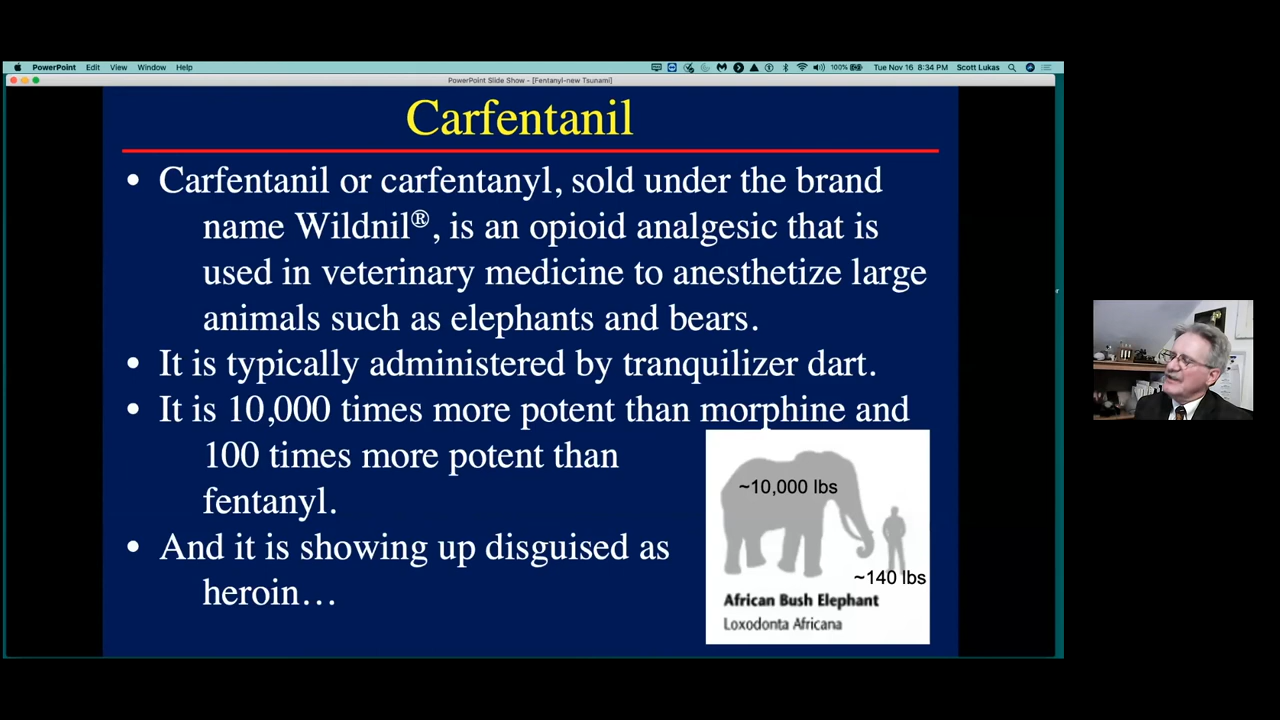 PowerPoint Edit View Window Help 100% Tue Nov 16 8:34 PM Scott Lukas
PowerPoint Slide Show - [Fentanyl-new Tsunami]
Carfentanil
• Carfentanil or carfentanyl, sold under the brand
name Wildnil®, is an opioid analgesic that is
used in veterinary medicine to anesthetize large
animals such as elephants and bears.
• It is typically administered by tranquilizer dart.
• It is 10,000 times more potent than morphine and
100 times more potent than
fentanyl.
• And it is showing up disguised as
heroin…
~10,000 lbs
~140 lbs
African Bush Elephant
Loxodonta Africana